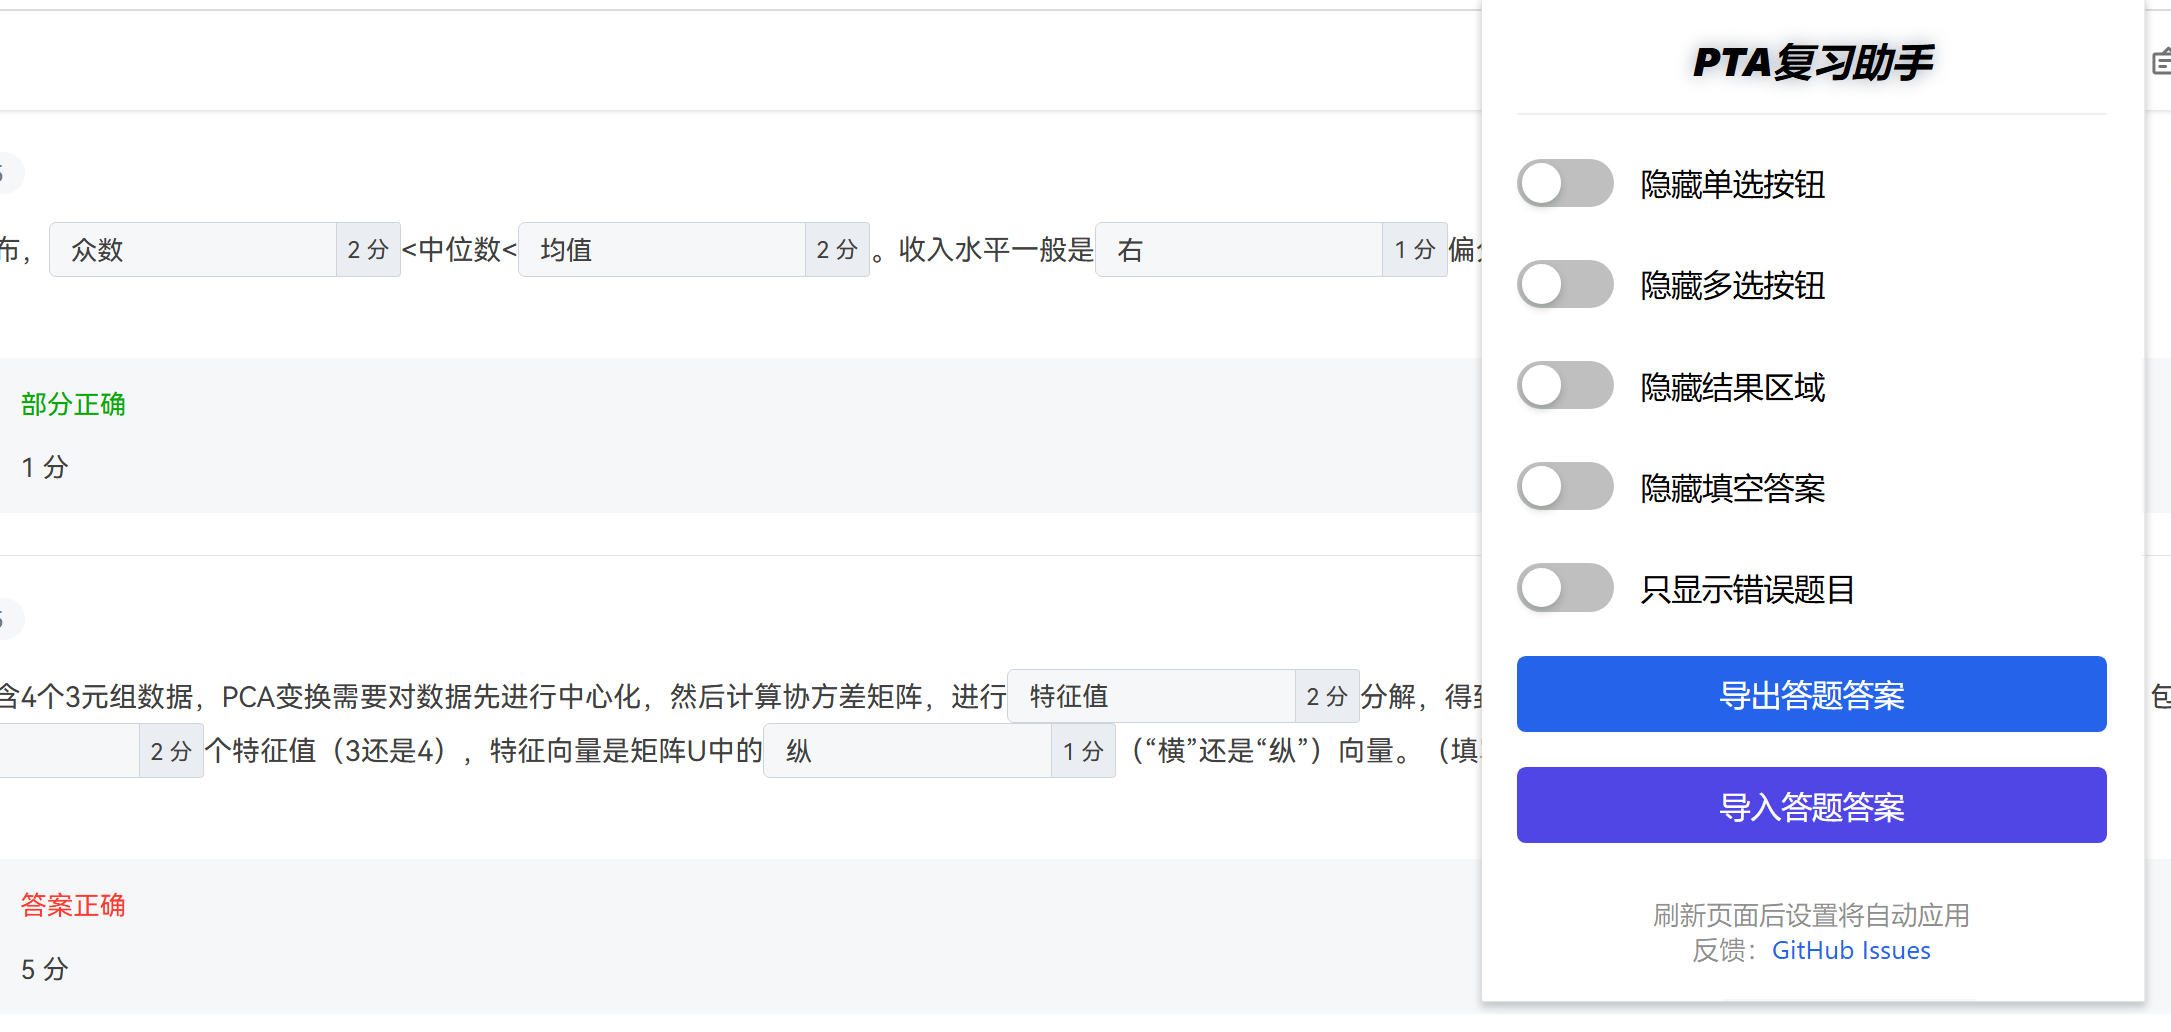 PTA复习助手
布，众数 2 分<中位数<均值 2 分。收入水平一般是右 1 分偏
隐藏单选按钮
隐藏多选按钮
隐藏结果区域
隐藏填空答案
只显示错误题目
导出答题答案
导入答题答案
刷新页面后设置将自动应用
反馈：GitHub Issues
部分正确
1 分
含4个3元组数据，PCA变换需要对数据先进行中心化，然后计算协方差矩阵，进行特征值 2 分分解，得到 包
2 分个特征值（3还是4），特征向量是矩阵U中的纵 1 分（“横”还是“纵”）向量。（填
答案正确
5 分